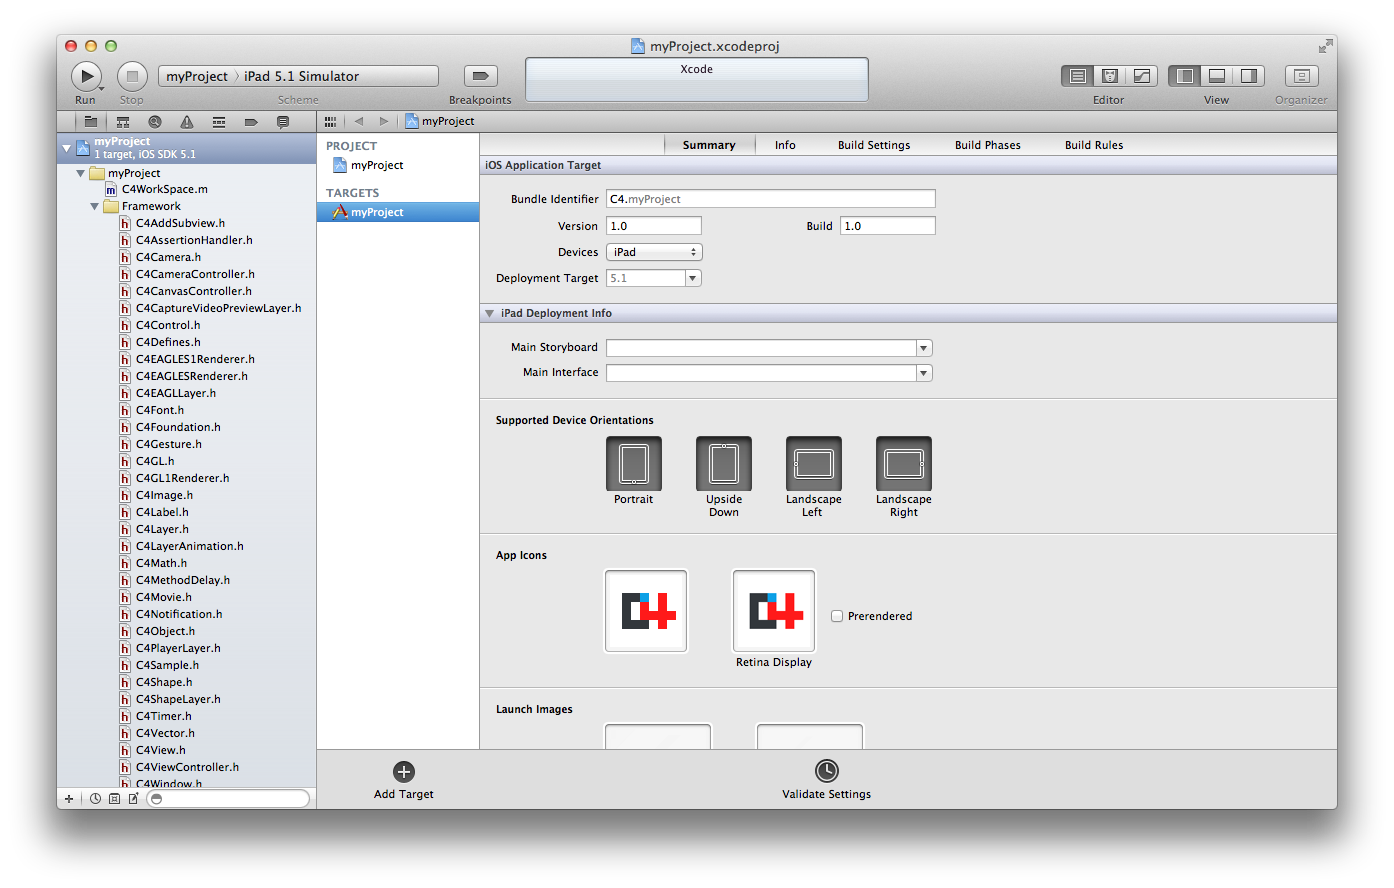 myProject.xcodeproj
myProject
iPad 5.1 Simulator
Xcode
Run
Stop
Scheme
Breakpoints
Editor
View
Organizer
myProject
myProject
1 target, iOS SDK 5.1
myProject
C4WorkSpace.m
Framework
C4AddSubview.h
C4AssertionHandler.h
C4Camera.h
C4CameraController.h
C4CanvasController.h
C4CaptureVideoPreviewLayer.h
C4Control.h
C4Defines.h
C4EAGLES1Renderer.h
C4EAGLESRenderer.h
C4EAGLLayer.h
C4Font.h
C4Foundation.h
C4Gesture.h
C4GL.h
C4GL1Renderer.h
C4Image.h
C4Label.h
C4Layer.h
C4LayerAnimation.h
C4Math.h
C4MethodDelay.h
C4Movie.h
C4Notification.h
C4Object.h
C4PlayerLayer.h
C4Sample.h
C4Shape.h
C4ShapeLayer.h
C4Timer.h
C4Vector.h
C4View.h
C4ViewController.h
C4Window.h
PROJECT
myProject
TARGETS
myProject
Summary
Info
Build Settings
Build Phases
Build Rules
iOS Application Target
Bundle Identifier C4.myProject
Version 1.0
Build 1.0
Devices iPad
Deployment Target 5.1
iPad Deployment Info
Main Storyboard
Main Interface
Supported Device Orientations
Portrait
Upside
Down
Landscape
Left
Landscape
Right
App Icons
C4
C4
Prerendered
Retina Display
Launch Images
Add Target
Validate Settings